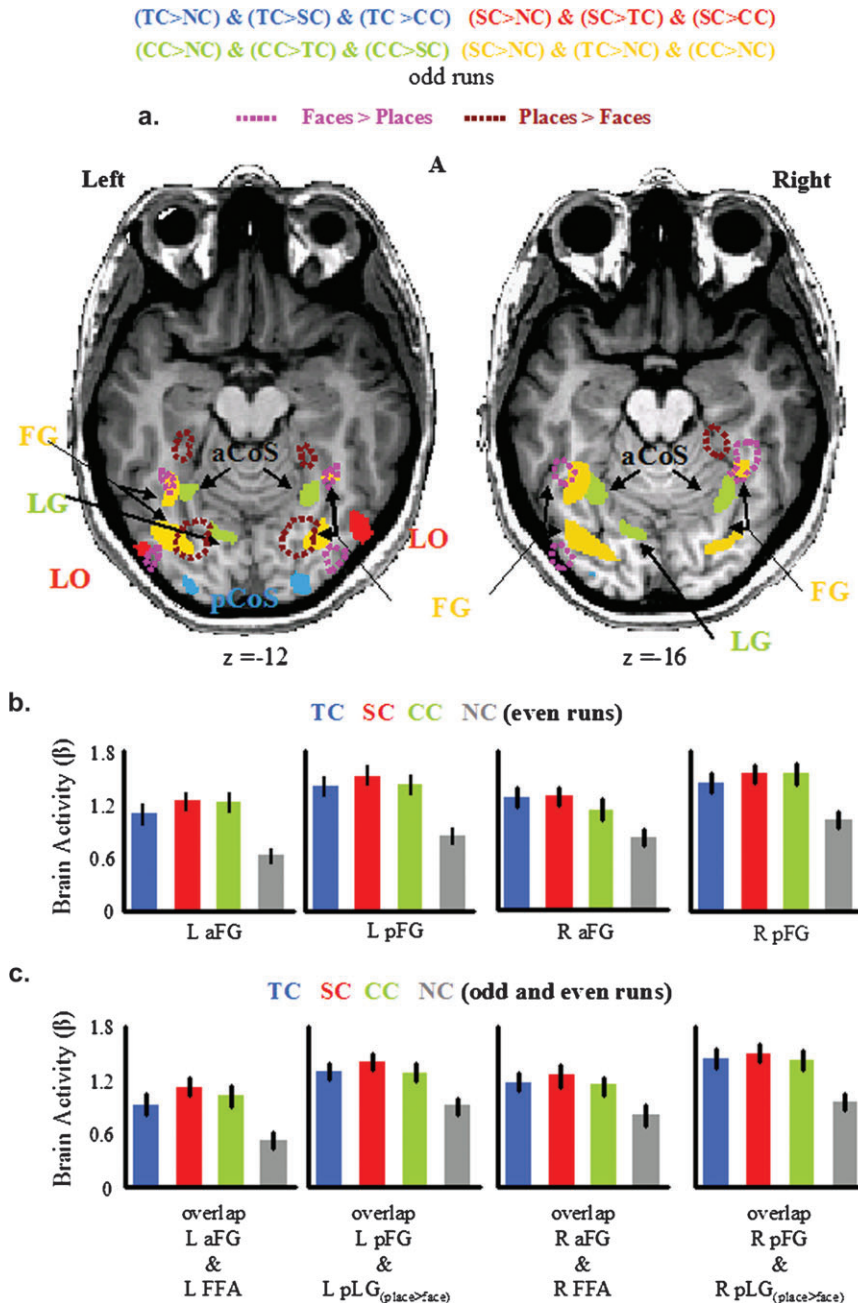 (TC>NC) & (TC>SC) & (TC >CC) (SC>NC) & (SC>TC) & (SC>CC)
(CC>NC) & (CC>TC) & (CC>SC) (SC>NC) & (TC>NC) & (CC>NC)
odd runs
a. Faces > Places Places > Faces
Left A Right
FG aCoS aCoS
LG
LO pCoS LO
FG FG
LG
z =-12 z =-16
b.
TC SC CC NC (even runs)
Brain Activity (β)
1.8
1.2
0.6
0
L aFG L pFG R aFG R pFG
c.
TC SC CC NC (odd and even runs)
Brain Activity (β)
1.8
1.2
0.6
0
overlap overlap overlap overlap
L aFG L pFG R aFG R pFG
& & & &
L FFA L pLG(place>face) R FFA R pLG(place>face)